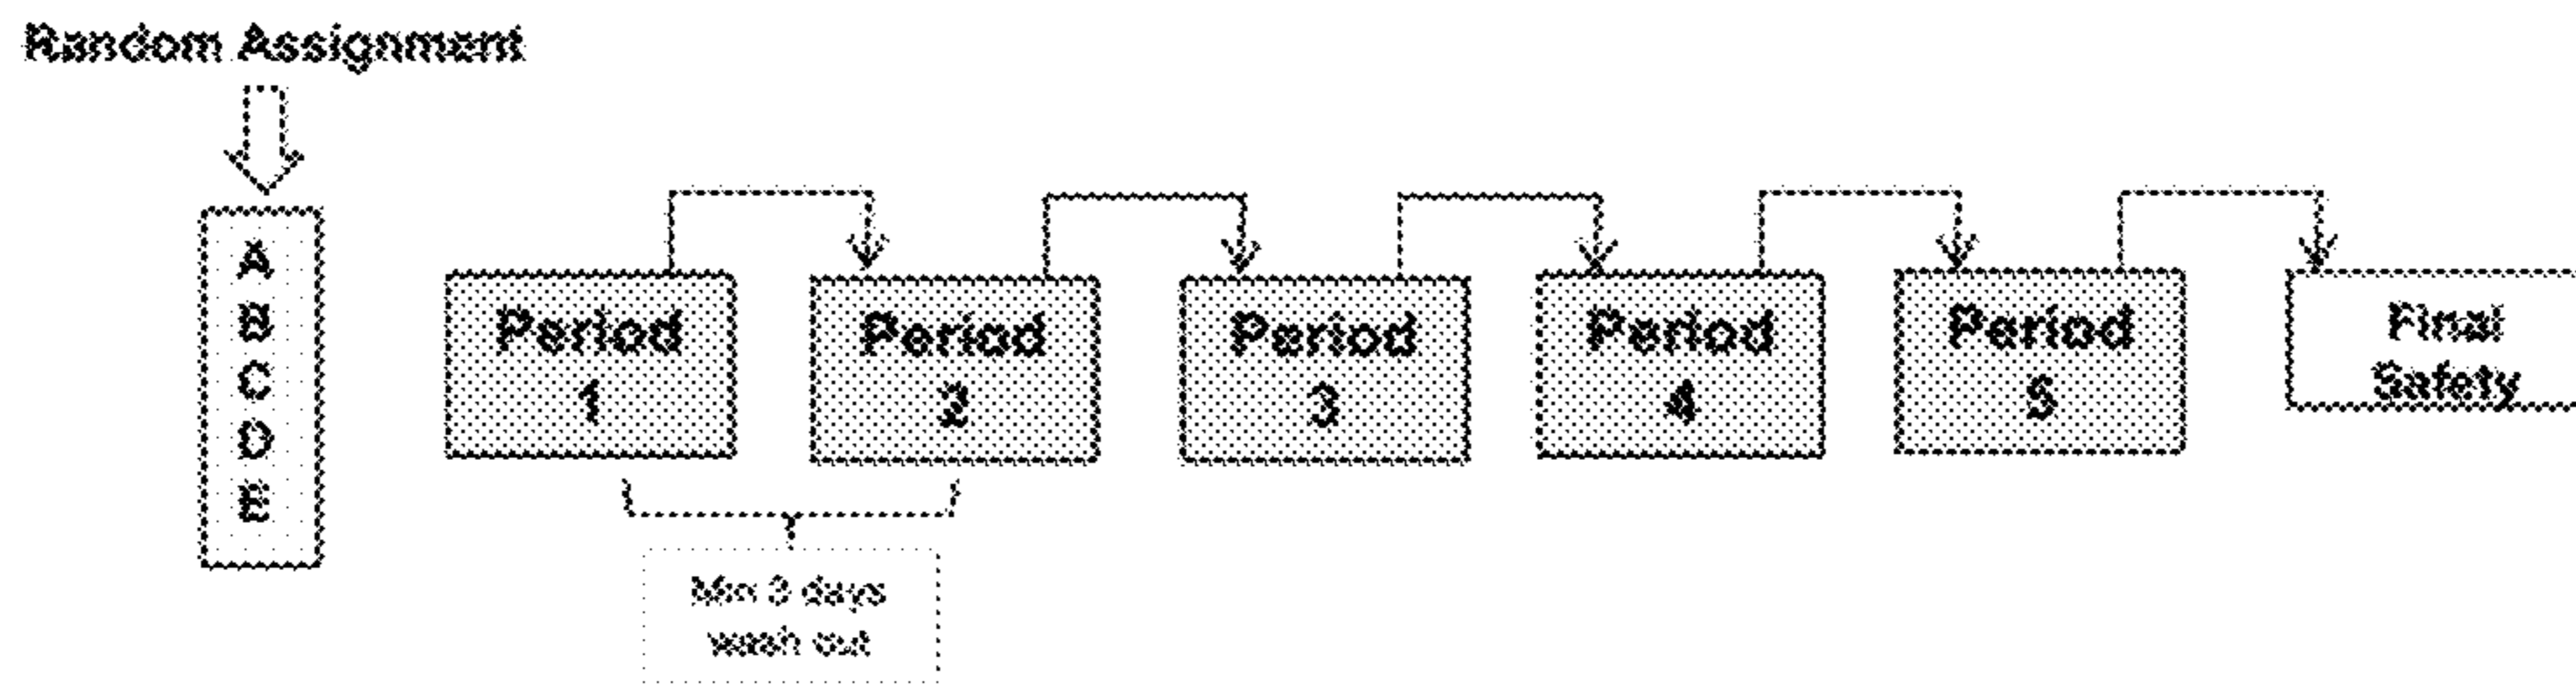 Random Assignment
A
B
C
D
E
Period
1
Period
2
Period
3
Period
4
Period
5
Final
Safety
Min 3 days
wash out